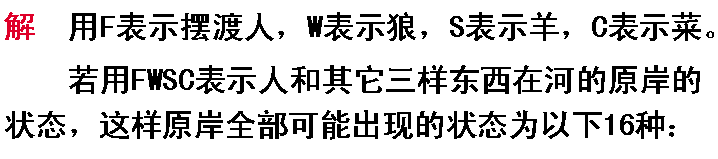 解 用F表示摆渡人，W表示狼，S表示羊，C表示菜。
若用FWSC表示人和其它三样东西在河的原岸的
状态，这样原岸全部可能出现的状态为以下16种：